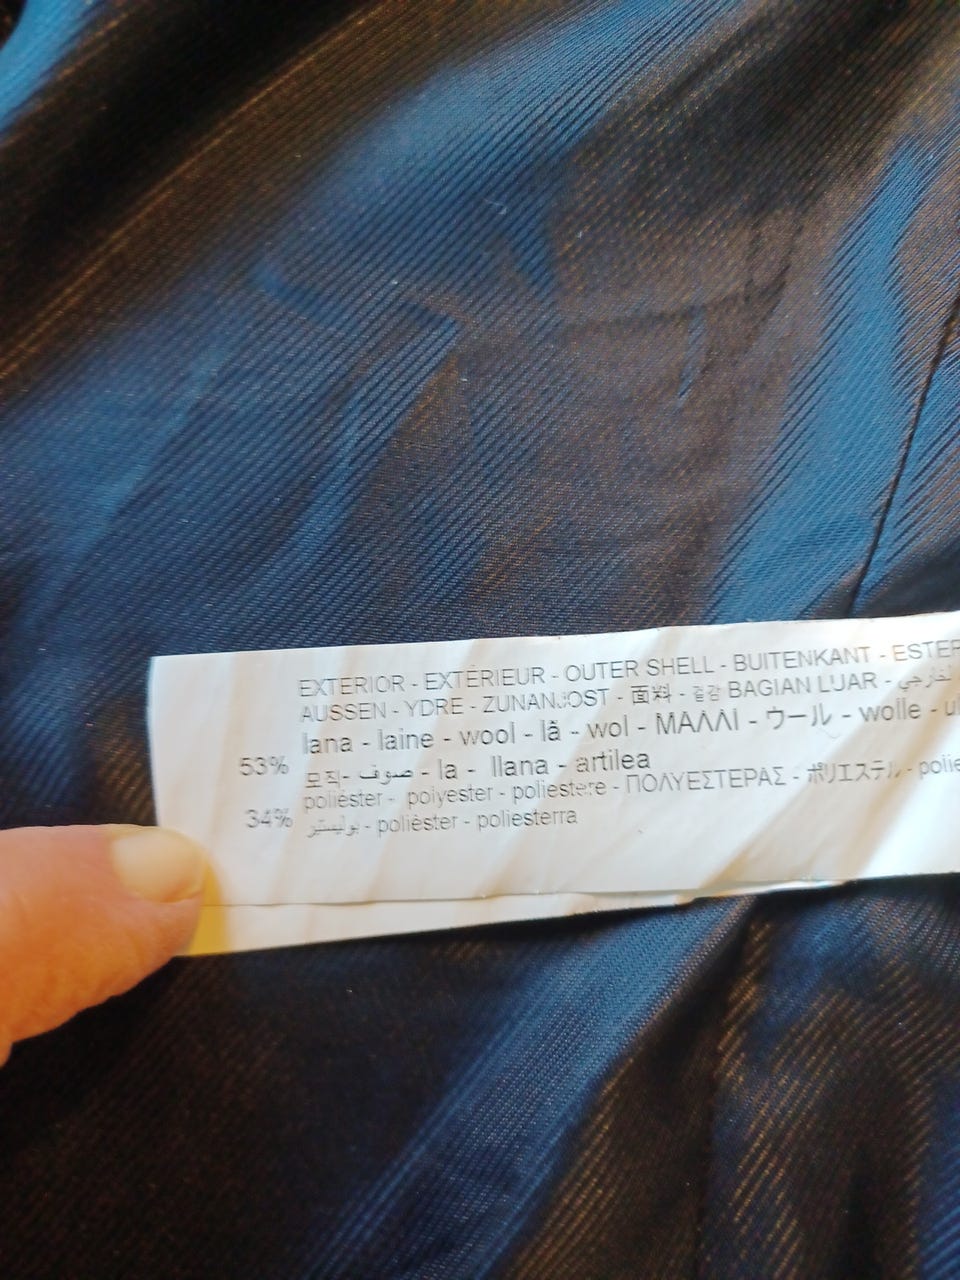 EXTERIOR - EXTÉRIEUR - OUTER SHELL - BUITENKANT - ESTER
AUSSEN - YDRE - ZUNANJOST - 面料 - 겉감 BAGIAN LUAR -
53% lana - laine - wool - lã - wol - ΜΑΛΛΙ - ウール - wolle -
모직 - صوف - la - llana - artilea
34% poliéster - polyester - poliestere - ΠΟΛΥΕΣΤΕΡΑΣ - ポリエステル - polie
بوليستر - polièster - poliesterra